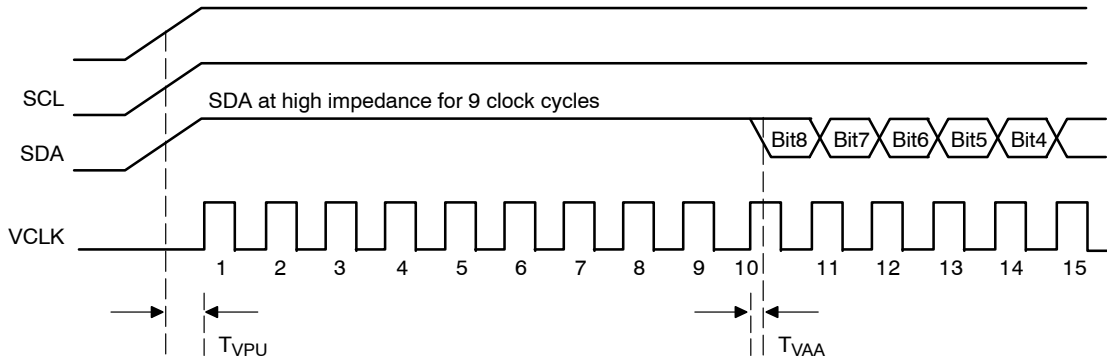 SCL
SDA at high impedance for 9 clock cycles
SDA
Bit8 Bit7 Bit6 Bit5 Bit4
VCLK
1 2 3 4 5 6 7 8 9 10 11 12 13 14 15
TVPU TVAA